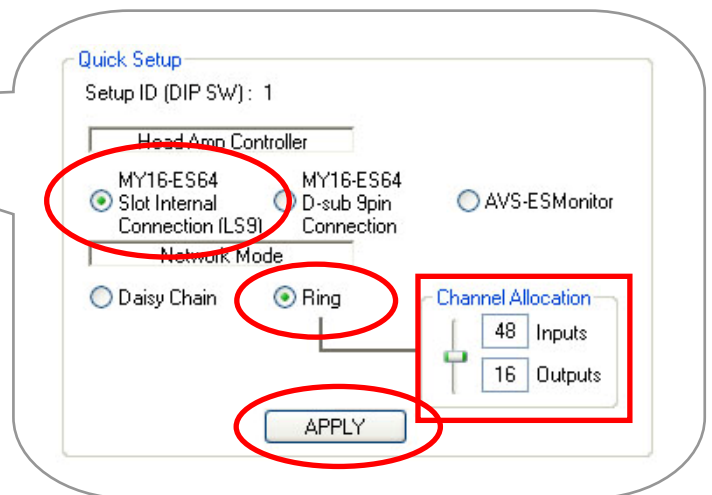 Quick Setup
Setup ID (DIP SW) : 1
Head Amp Controller
MY16-ES64
Slot Internal
Connection (LS9)
MY16-ES64
D-sub 9pin
Connection
AVS-ESMonitor
Network Mode
Daisy Chain
Ring
Channel Allocation
48 Inputs
16 Outputs
APPLY